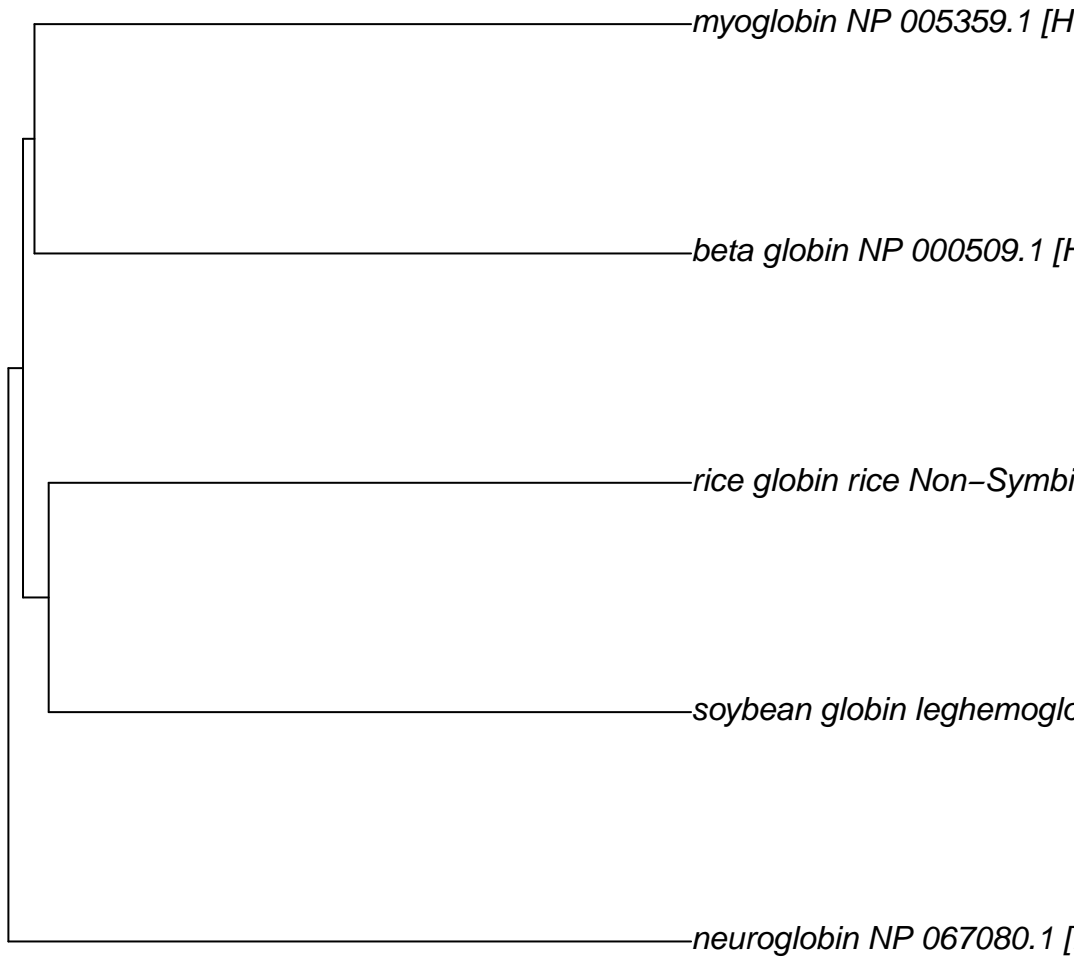 myoglobin NP 005359.1 [H
beta globin NP 000509.1 [H
rice globin rice Non−Symbi
soybean globin leghemoglo
neuroglobin NP 067080.1 [